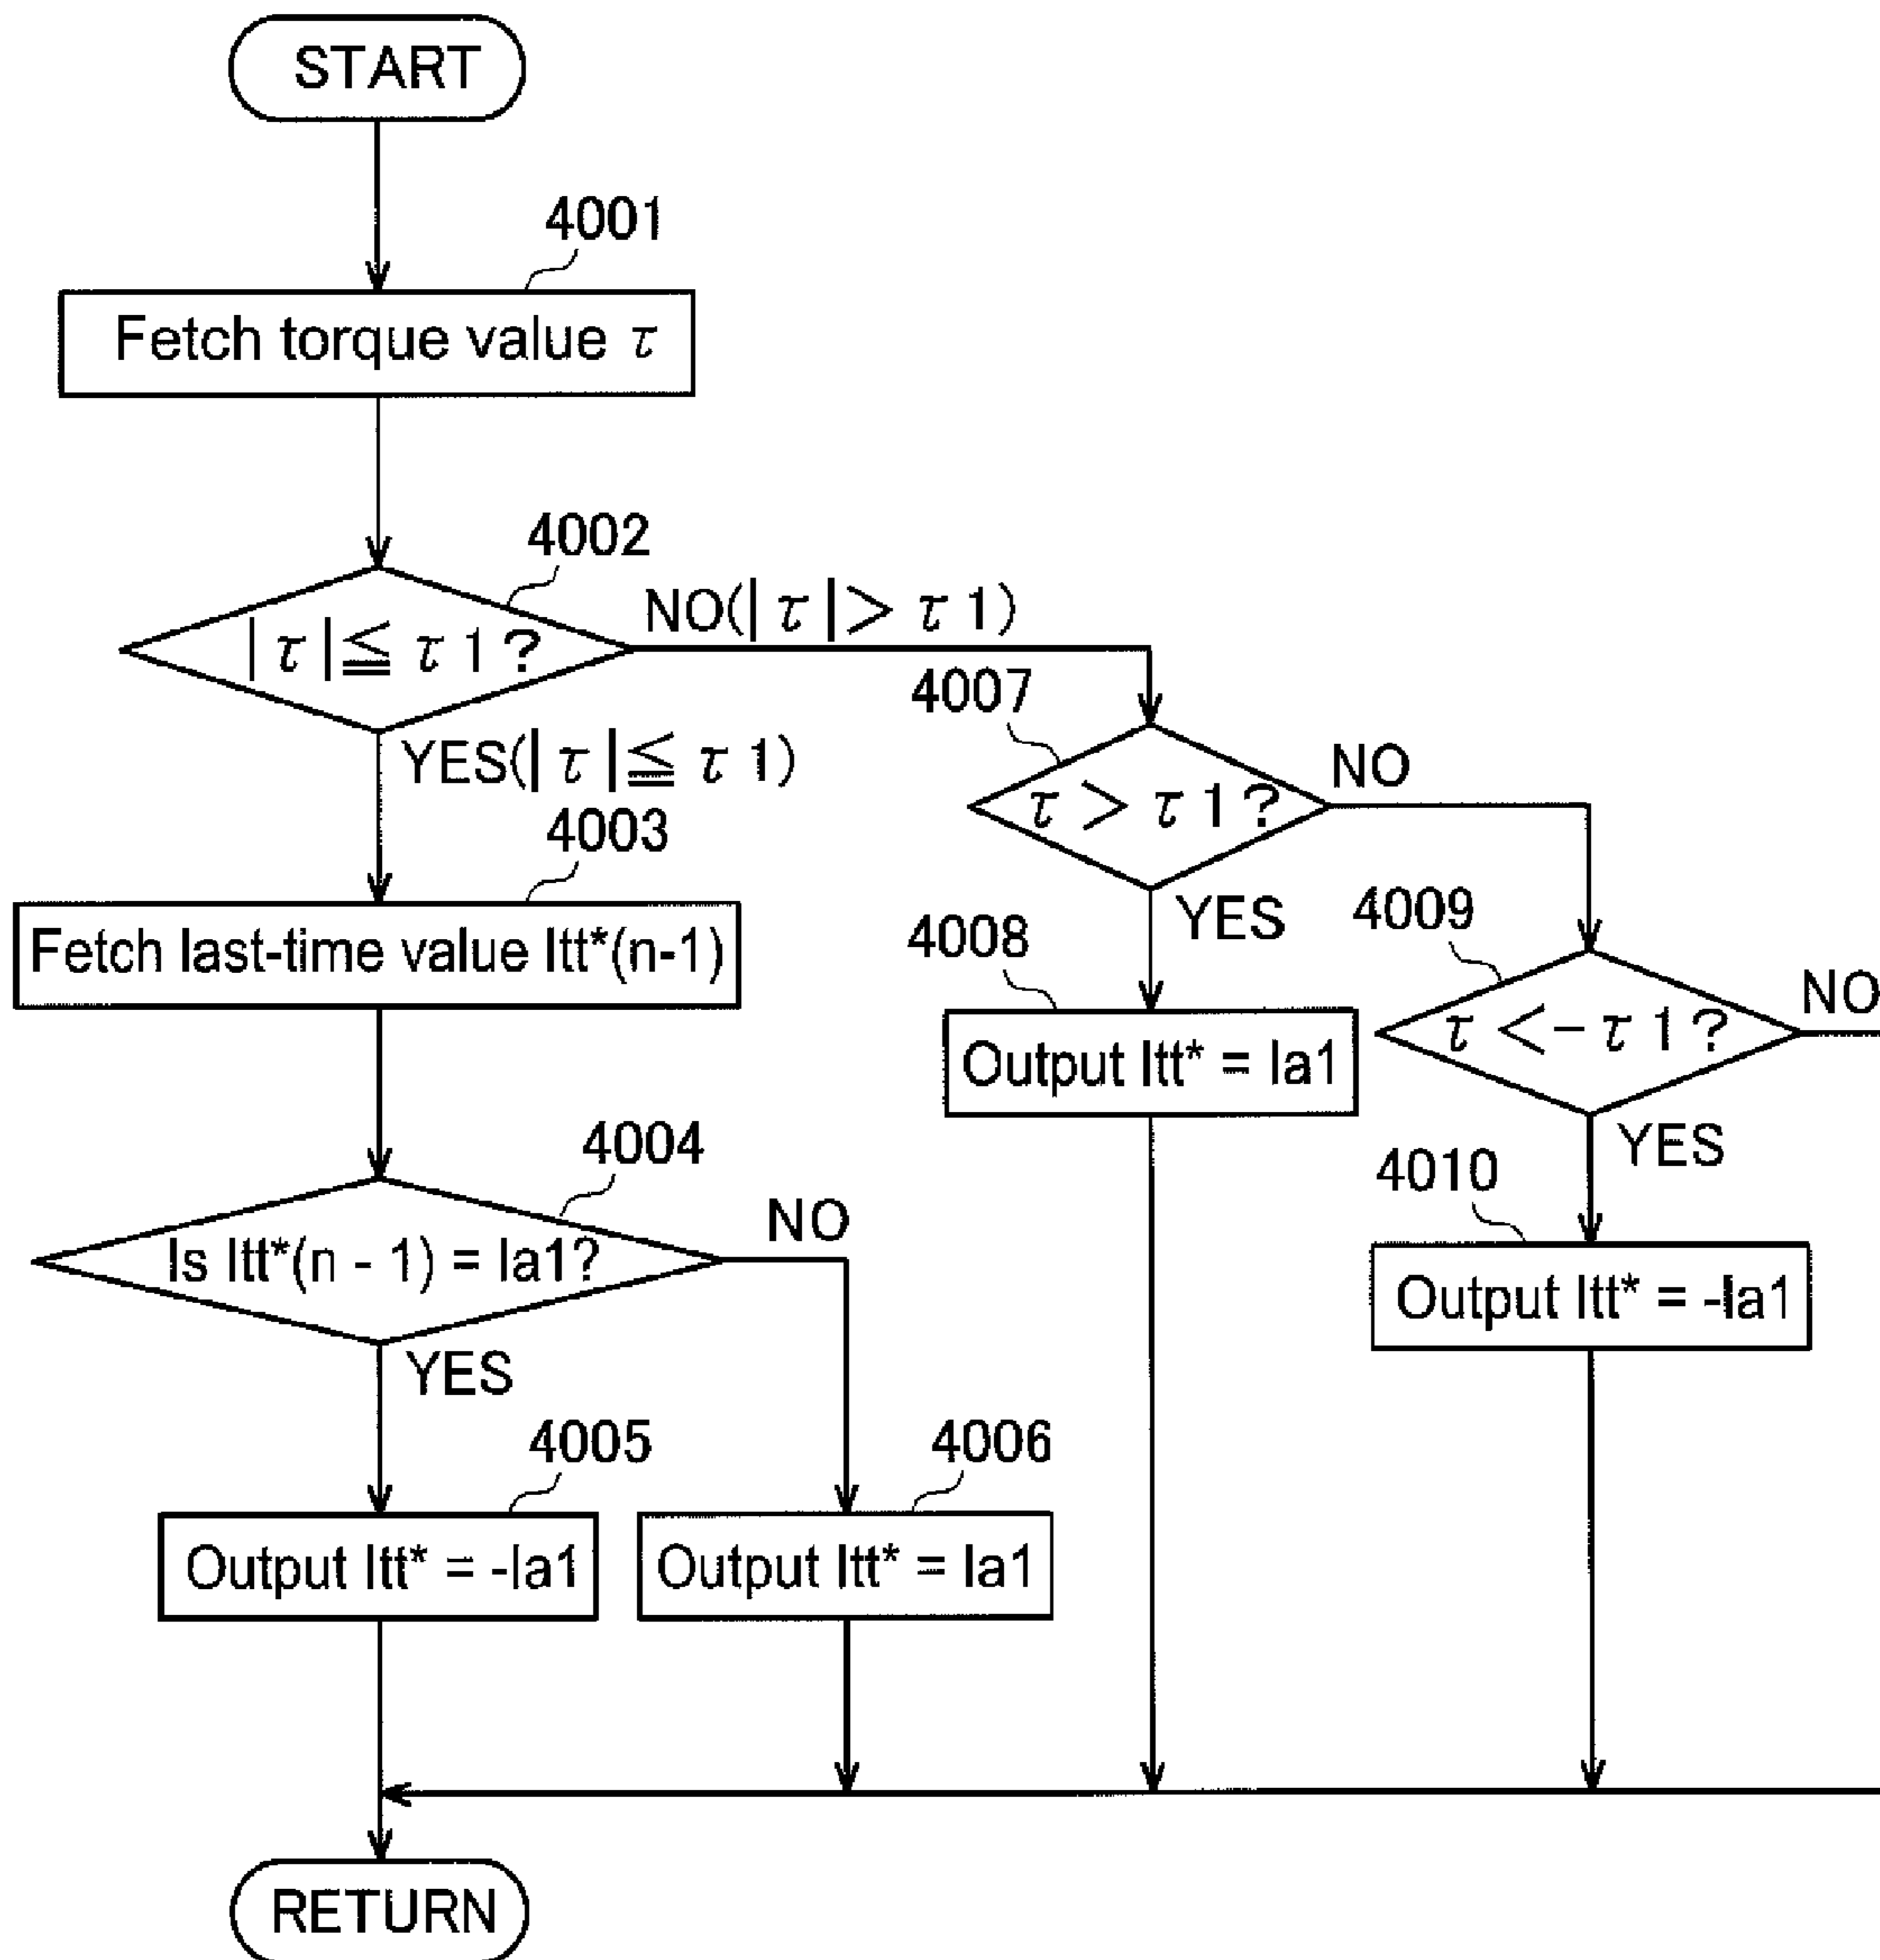 START
4001
Fetch torque value τ
4002
|τ|≦τ1?
NO(|τ|>τ1)
YES(|τ|≦τ1)
4003
Fetch last-time value Itt*(n-1)
4004
Is Itt*(n - 1) = Ia1?
NO
YES
4005
Output Itt* = -Ia1
4006
Output Itt* = Ia1
4007
τ>τ1?
NO
YES
4008
Output Itt* = Ia1
4009
τ<-τ1?
NO
YES
4010
Output Itt* = -Ia1
RETURN